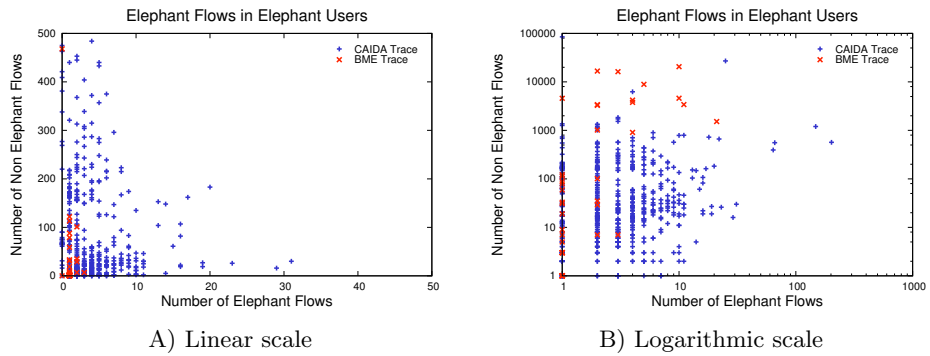 Elephant Flows in Elephant Users
500
400
300
200
100
0
0 10 20 30 40 50
Number of Non Elephant Flows
Number of Elephant Flows
CAIDA Trace
BME Trace
A) Linear scale
Elephant Flows in Elephant Users
100000
10000
1000
100
10
1
1 10 100 1000
Number of Non Elephant Flows
Number of Elephant Flows
CAIDA Trace
BME Trace
B) Logarithmic scale